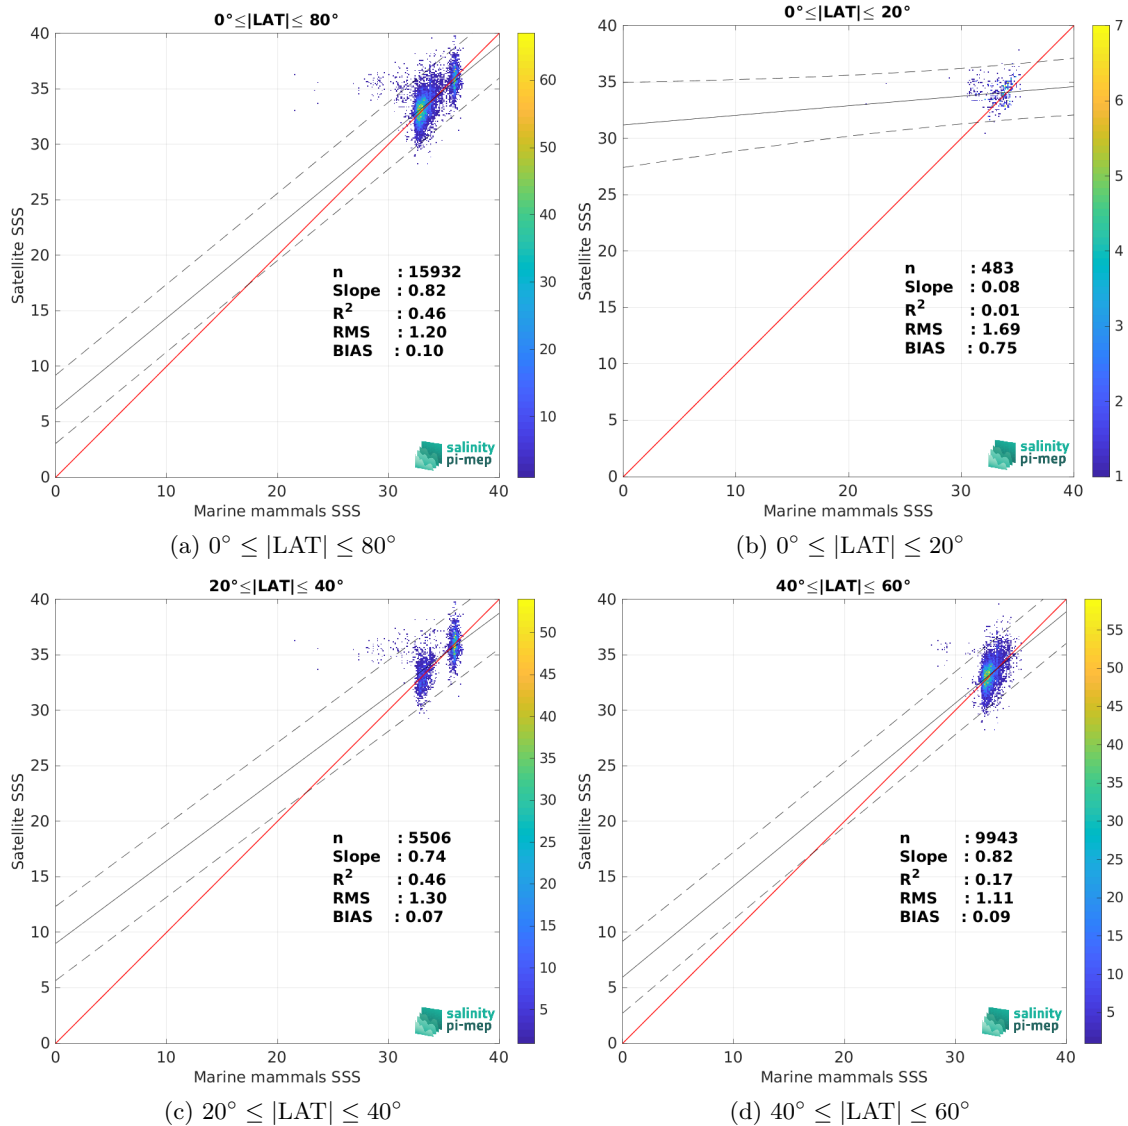 0°≤|LAT|≤ 80°
Satellite SSS
40
35
30
25
20
15
10
5
0
0 10 20 30 40
Marine mammals SSS
n : 15932
Slope : 0.82
R2 : 0.46
RMS : 1.20
BIAS : 0.10
salinity
pi-mep
60
50
40
30
20
10
(a) 0° ≤ |LAT| ≤ 80°
0°≤|LAT|≤ 20°
Satellite SSS
40
35
30
25
20
15
10
5
0
0 10 20 30 40
Marine mammals SSS
n : 483
Slope : 0.08
R2 : 0.01
RMS : 1.69
BIAS : 0.75
salinity
pi-mep
7
6
5
4
3
2
1
(b) 0° ≤ |LAT| ≤ 20°
20°≤|LAT|≤ 40°
Satellite SSS
40
35
30
25
20
15
10
5
0
0 10 20 30 40
Marine mammals SSS
n : 5506
Slope : 0.74
R2 : 0.46
RMS : 1.30
BIAS : 0.07
salinity
pi-mep
50
45
40
35
30
25
20
15
10
5
(c) 20° ≤ |LAT| ≤ 40°
40°≤|LAT|≤ 60°
Satellite SSS
40
35
30
25
20
15
10
5
0
0 10 20 30 40
Marine mammals SSS
n : 9943
Slope : 0.82
R2 : 0.17
RMS : 1.11
BIAS : 0.09
salinity
pi-mep
55
50
45
40
35
30
25
20
15
10
5
(d) 40° ≤ |LAT| ≤ 60°